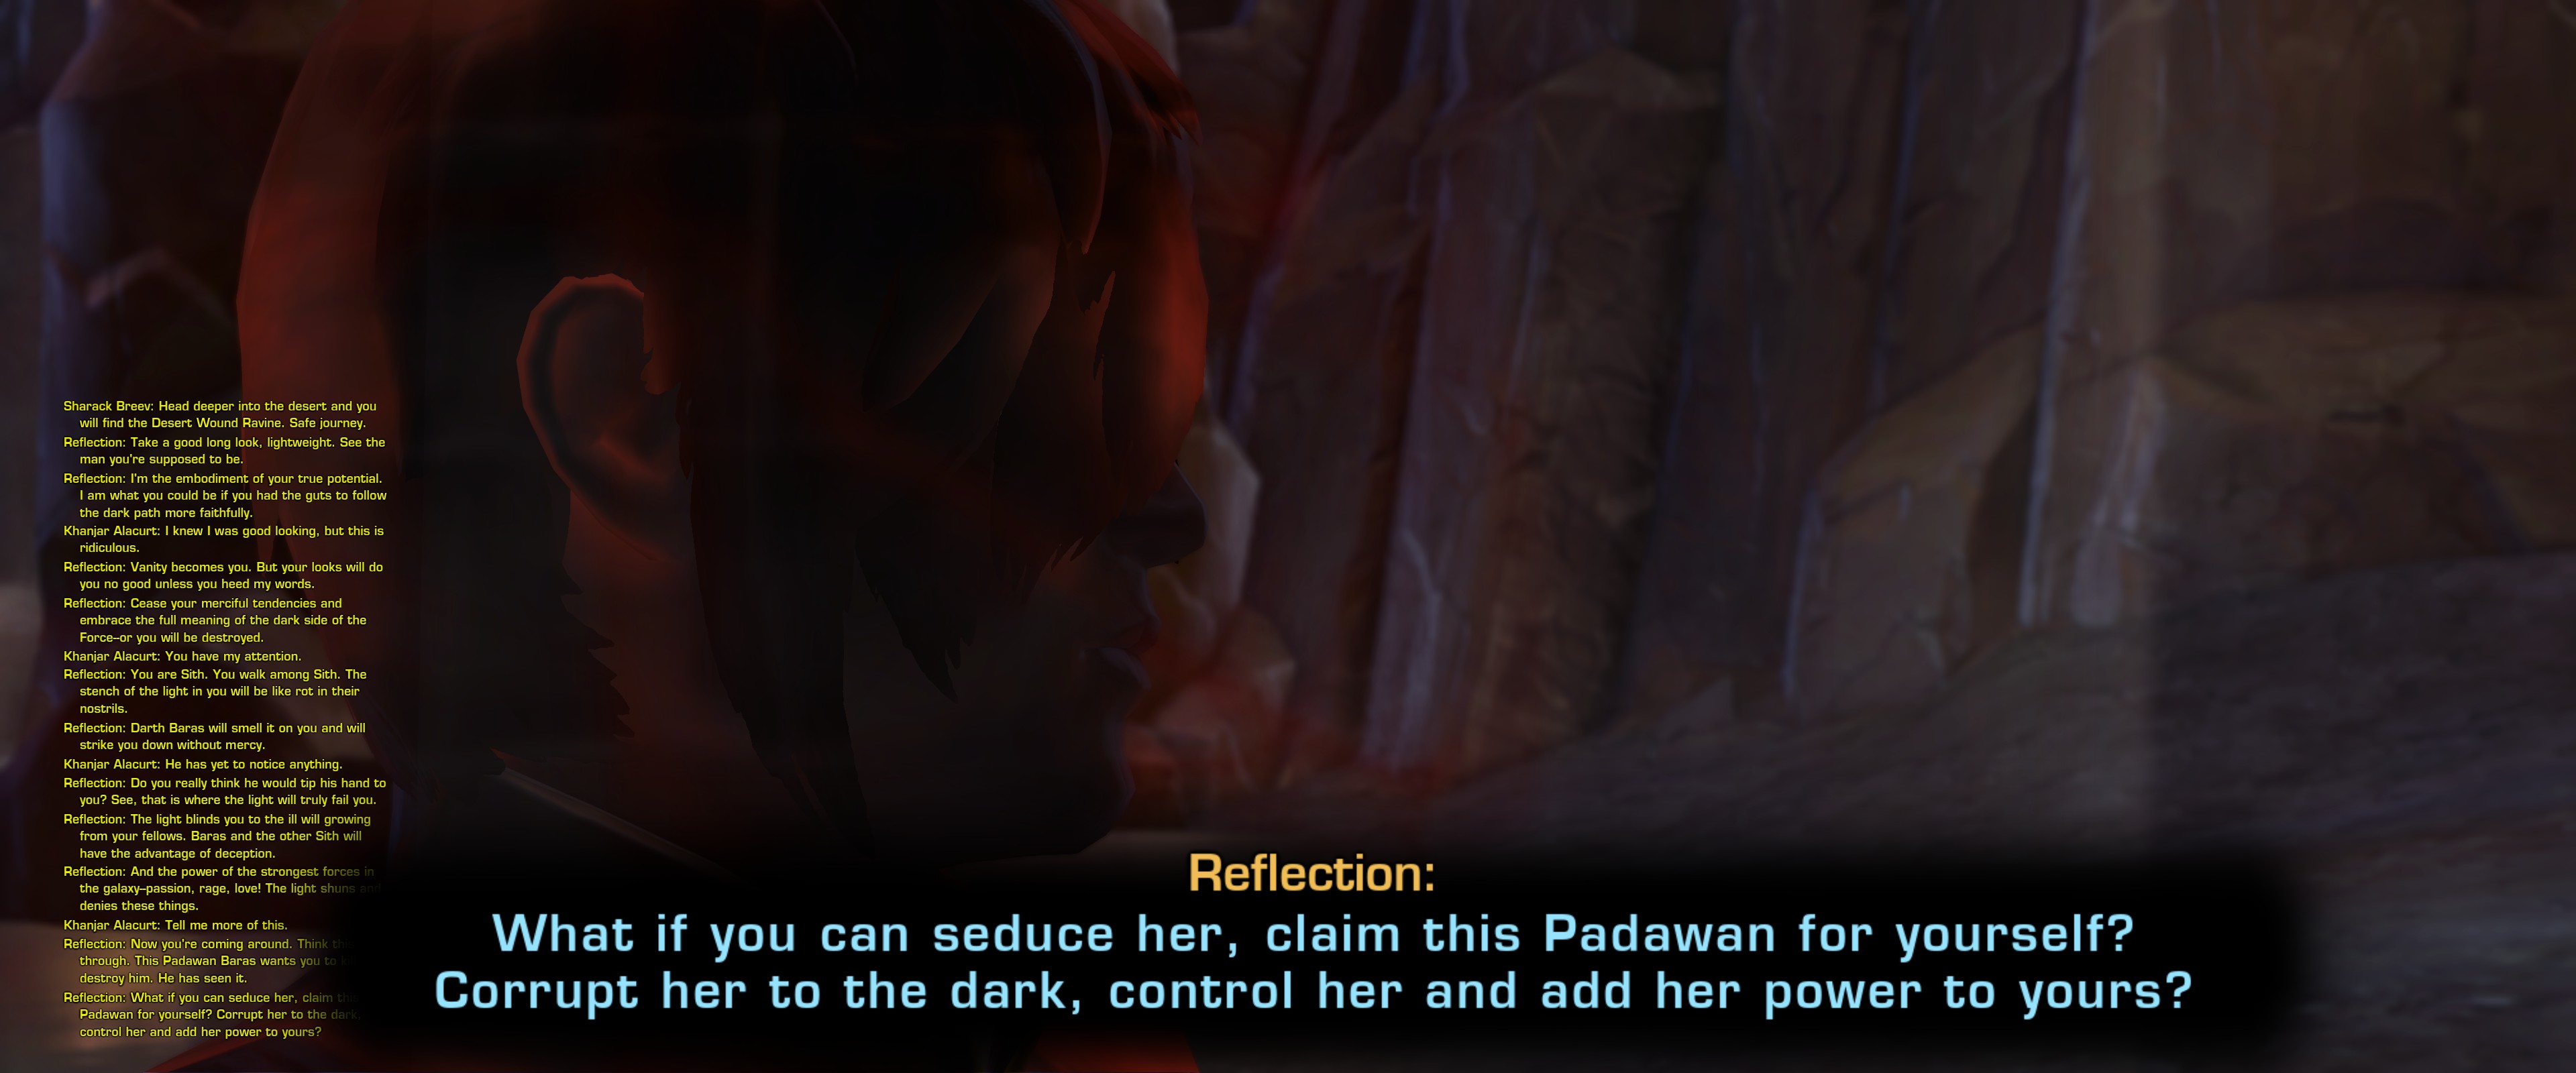 Sharack Breev: Head deeper into the desert and you
will find the Desert Wound Ravine. Safe journey.
Reflection: Take a good long look, lightweight. See the
man you're supposed to be.
Reflection: I'm the embodiment of your true potential.
I am what you could be if you had the guts to follow
the dark path more faithfully.
Khanjar Alacurt: I knew I was good looking, but this is
ridiculous.
Reflection: Vanity becomes you. But your looks will do
you no good unless you heed my words.
Reflection: Cease your merciful tendencies and
embrace the full meaning of the dark side of the
Force--or you will be destroyed.
Khanjar Alacurt: You have my attention.
Reflection: You are Sith. You walk among Sith. The
stench of the light in you will be like rot in their
nostrils.
Reflection: Darth Baras will smell it on you and will
strike you down without mercy.
Khanjar Alacurt: He has yet to notice anything.
Reflection: Do you really think he would tip his hand to
you? See, that is where the light will truly fail you.
Reflection: The light blinds you to the ill will growing
from your fellows. Baras and the other Sith will
have the advantage of deception.
Reflection: And the power of the strongest forces in
the galaxy--passion, rage, love! The light shuns and
denies these things.
Khanjar Alacurt: Tell me more of this.
Reflection: Now you're coming around. Think
through. This Padawan Baras wants you to
destroy him. He has seen it.
Reflection: What if you can seduce her, claim this
Padawan for yourself? Corrupt her to the dark,
control her and add her power to yours?
Reflection:
What if you can seduce her, claim this Padawan for yourself?
Corrupt her to the dark, control her and add her power to yours?